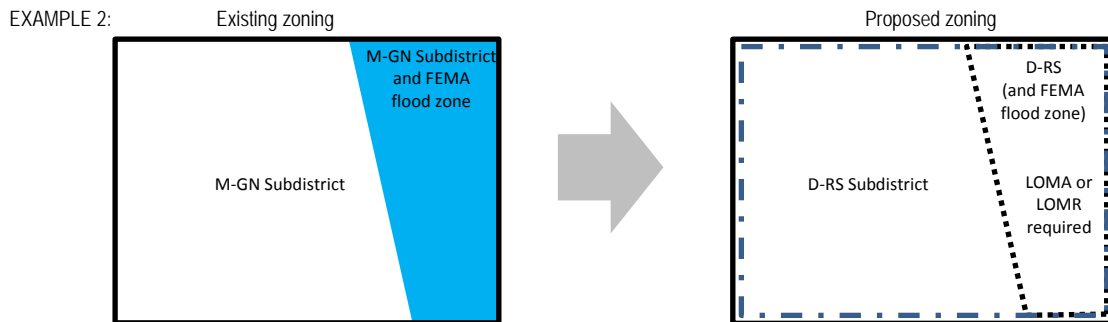 EXAMPLE 2:
Existing zoning
Proposed zoning
M-GN Subdistrict
and FEMA
flood zone
M-GN Subdistrict
D-RS
(and FEMA
flood zone)
D-RS Subdistrict
LOMA or
LOMR
required